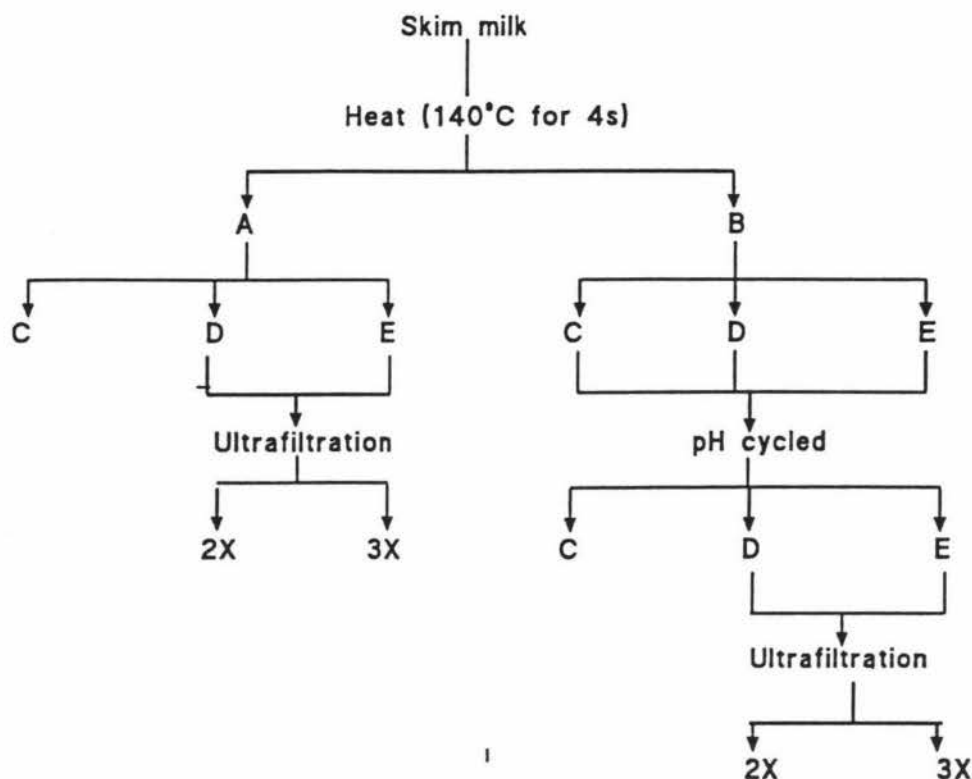 Skim milk
Heat (140°C for 4s)
A B
C D E C D E
Ultrafiltration pH cycled
2X 3X C D E
Ultrafiltration
2X 3X